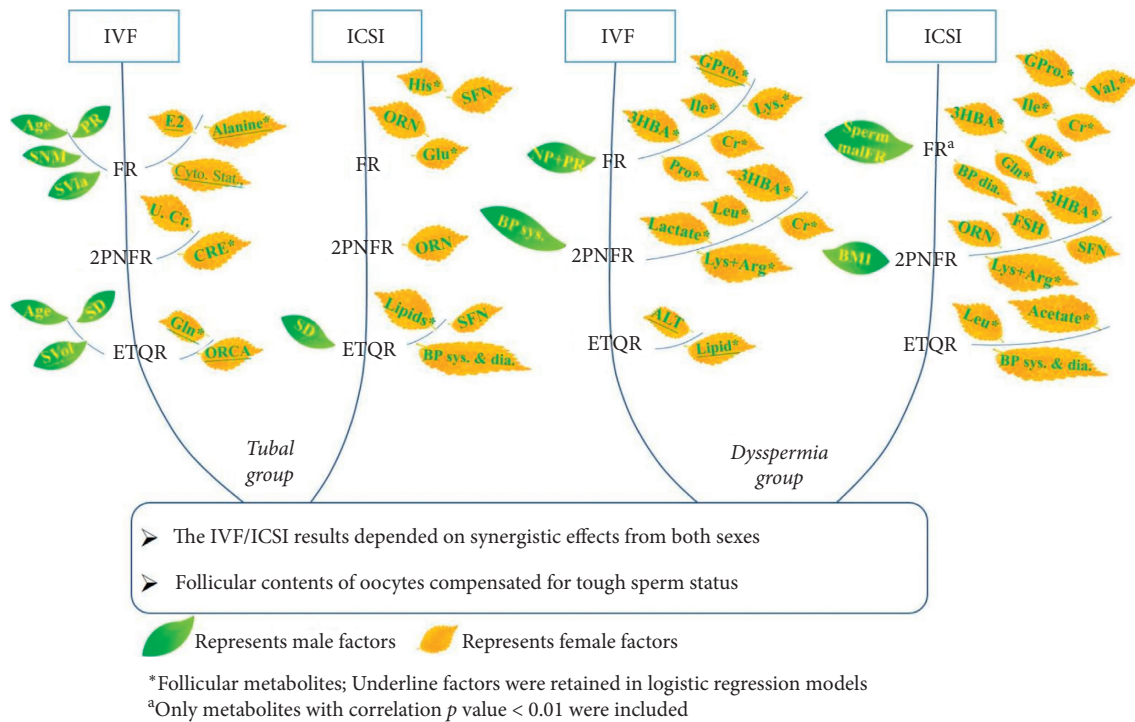 IVF
ICSI
IVF
ICSI
Age
PR
SNM
SVia
FR
E2
Alanine*
Cyto. Stat.
U. Cr.
CRE*
2PNFR
Age
SD
SVol
ETQR
Gln*
ORCA
His*
SFN
ORN
Glu*
FR
2PNFR
ORN
SD
ETQR
Lipids*
SFN
BP sys. & dia.
Tubal
group
GPro.*
Ile*
Lys.*
3HBA*
Cr*
NP+PR
FR
Pro*
3HBA*
Leu*
BP sys.
Lactate*
Cr*
2PNFR
Lys+Arg*
ALT
ETQR
Lipid*
GPro.*
Val.*
Ile*
3HBA*
Cr*
Sperm
malFR
FRa
Leu*
Gln*
BP dia.
3HBA*
FSH
ORN
SFN
BMI
2PNFR
Lys+Arg*
Leu*
Acetate*
ETQR
BP sys. & dia.
Dysspermia
group
➤ The IVF/ICSI results depended on synergistic effects from both sexes
➤ Follicular contents of oocytes compensated for tough sperm status
Represents male factors
Represents female factors
*Follicular metabolites; Underline factors were retained in logistic regression models
aOnly metabolites with correlation p value < 0.01 were included